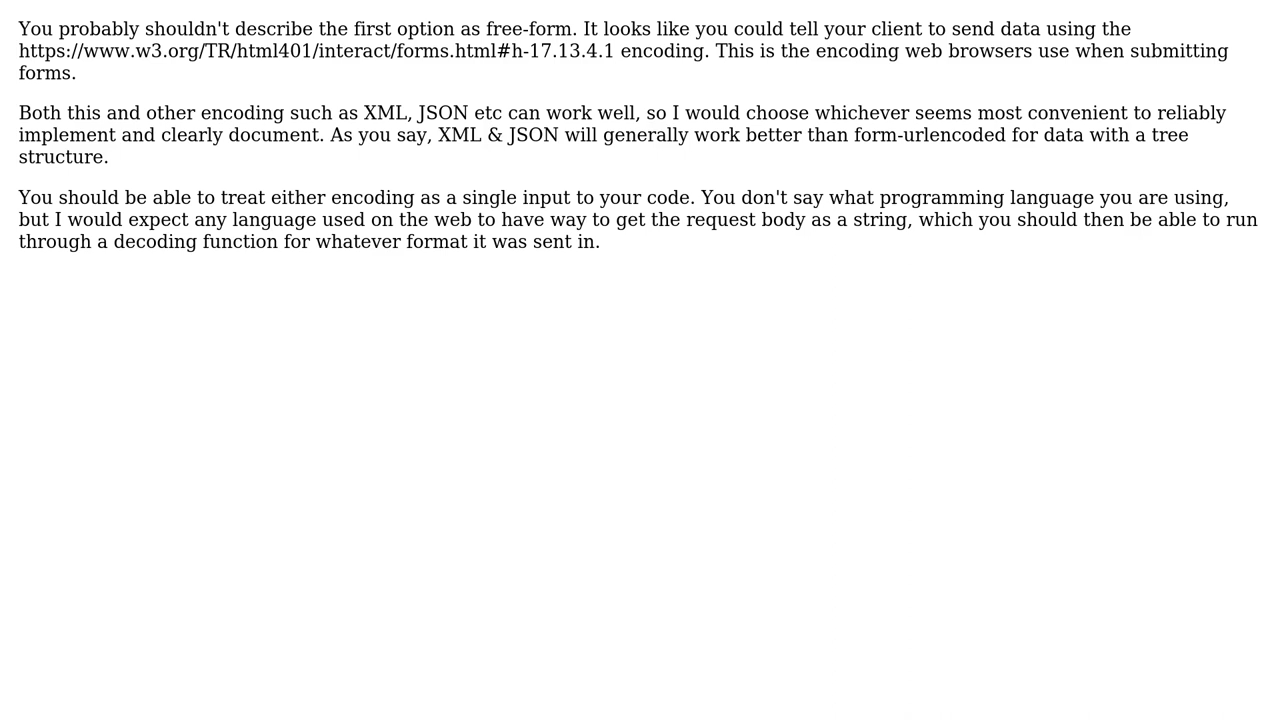 You probably shouldn't describe the first option as free-form. It looks like you could tell your client to send data using the
https://www.w3.org/TR/html401/interact/forms.html#h-17.13.4.1 encoding. This is the encoding web browsers use when submitting
forms.
Both this and other encoding such as XML, JSON etc can work well, so I would choose whichever seems most convenient to reliably
implement and clearly document. As you say, XML & JSON will generally work better than form-urlencoded for data with a tree
structure.
You should be able to treat either encoding as a single input to your code. You don't say what programming language you are using,
but I would expect any language used on the web to have way to get the request body as a string, which you should then be able to run
through a decoding function for whatever format it was sent in.